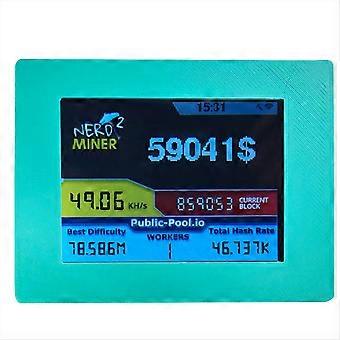 15:31
NERD 2
MINER
59041$
49.06 KH/s
859053 CURRENT
BLOCK
Public-Pool.io
Best Difficulty WORKERS Total Hash Rate
78.586M 1 46.737K